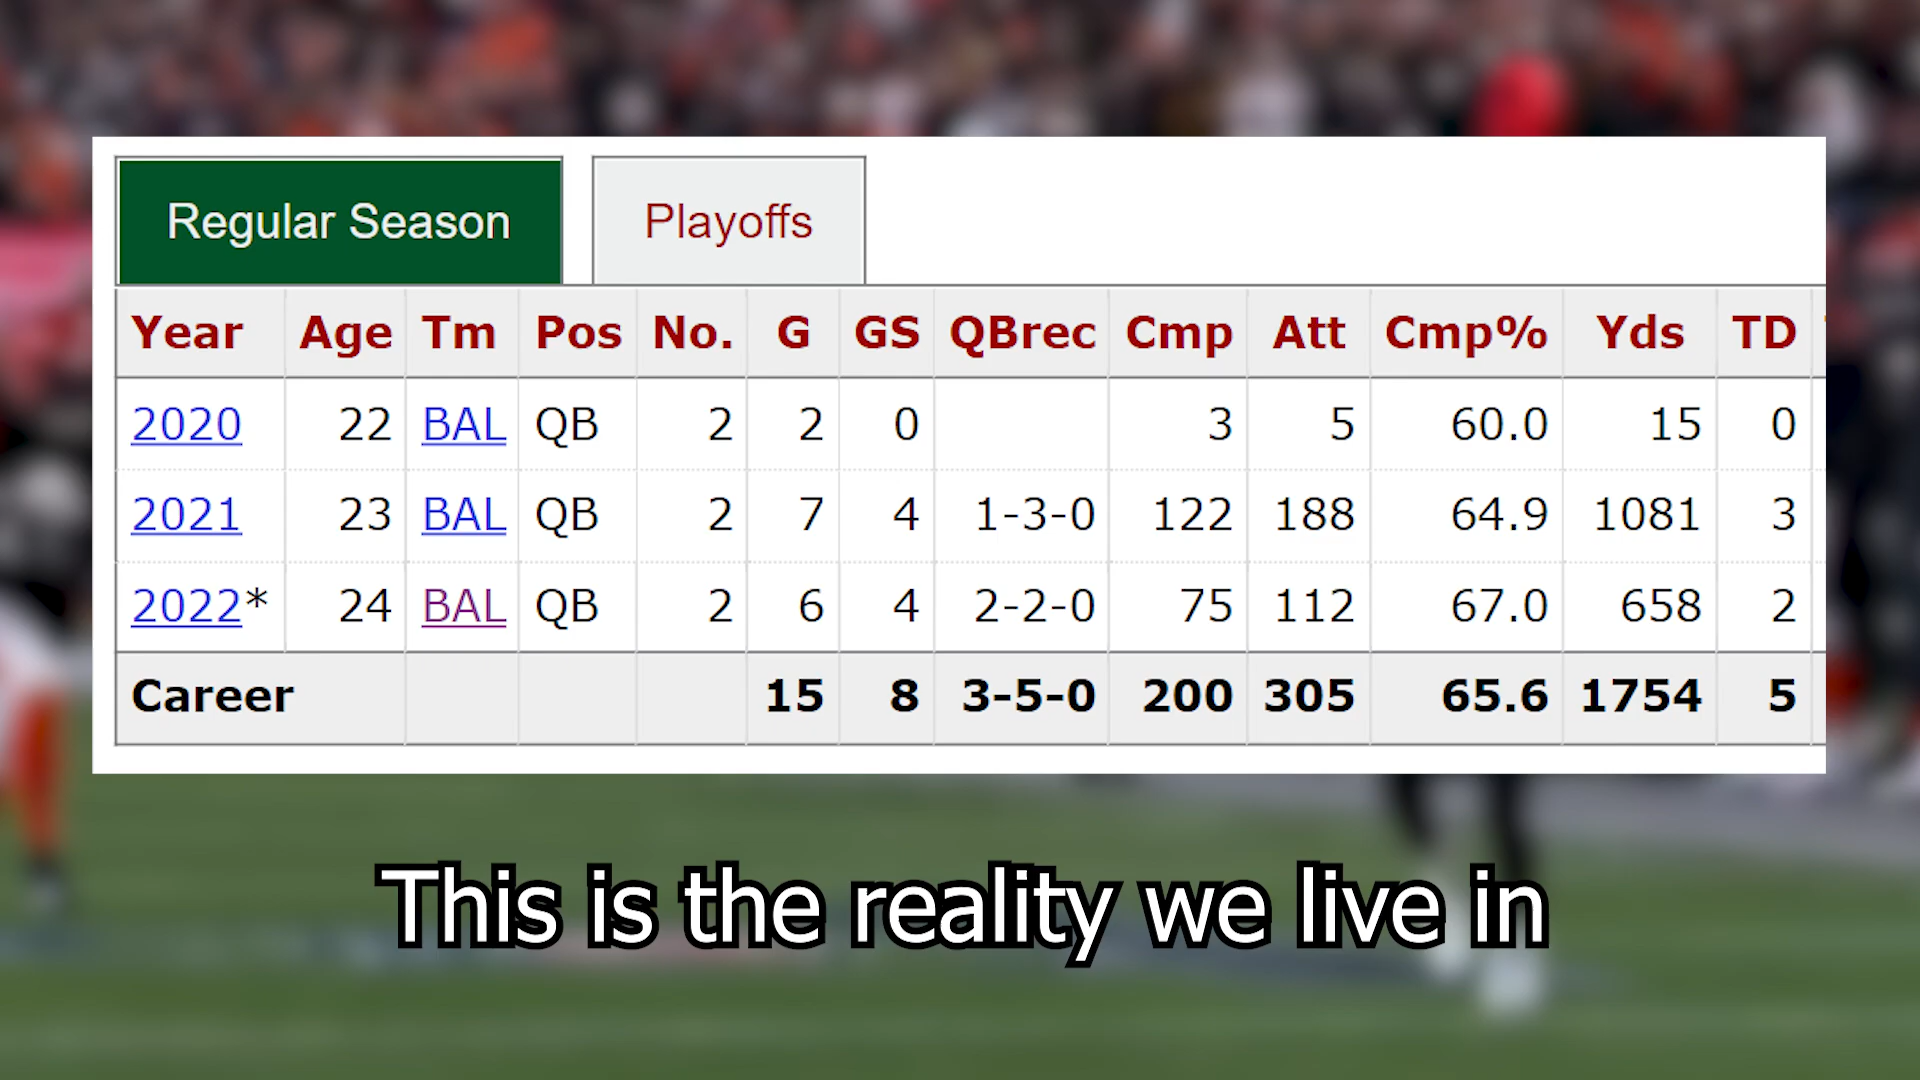 Regular Season Playoffs
Year Age Tm Pos No. G GS QBrec Cmp Att Cmp% Yds TD
2020 22 BAL QB 2 2 0 3 5 60.0 15 0
2021 23 BAL QB 2 7 4 1-3-0 122 188 64.9 1081 3
2022* 24 BAL QB 2 6 4 2-2-0 75 112 67.0 658 2
Career 15 8 3-5-0 200 305 65.6 1754 5
This is the reality we live in